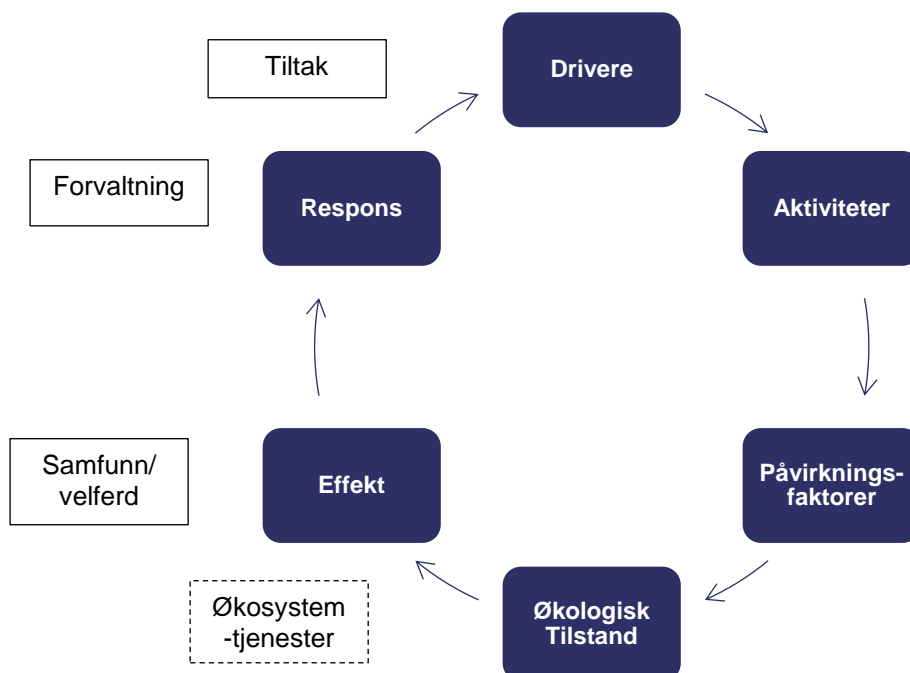 Tiltak
Drivere
Forvaltning
Respons
Aktiviteter
Samfunn/
velferd
Effekt
Påvirknings-
faktorer
Økosystem
-tjenester
Økologisk
Tilstand